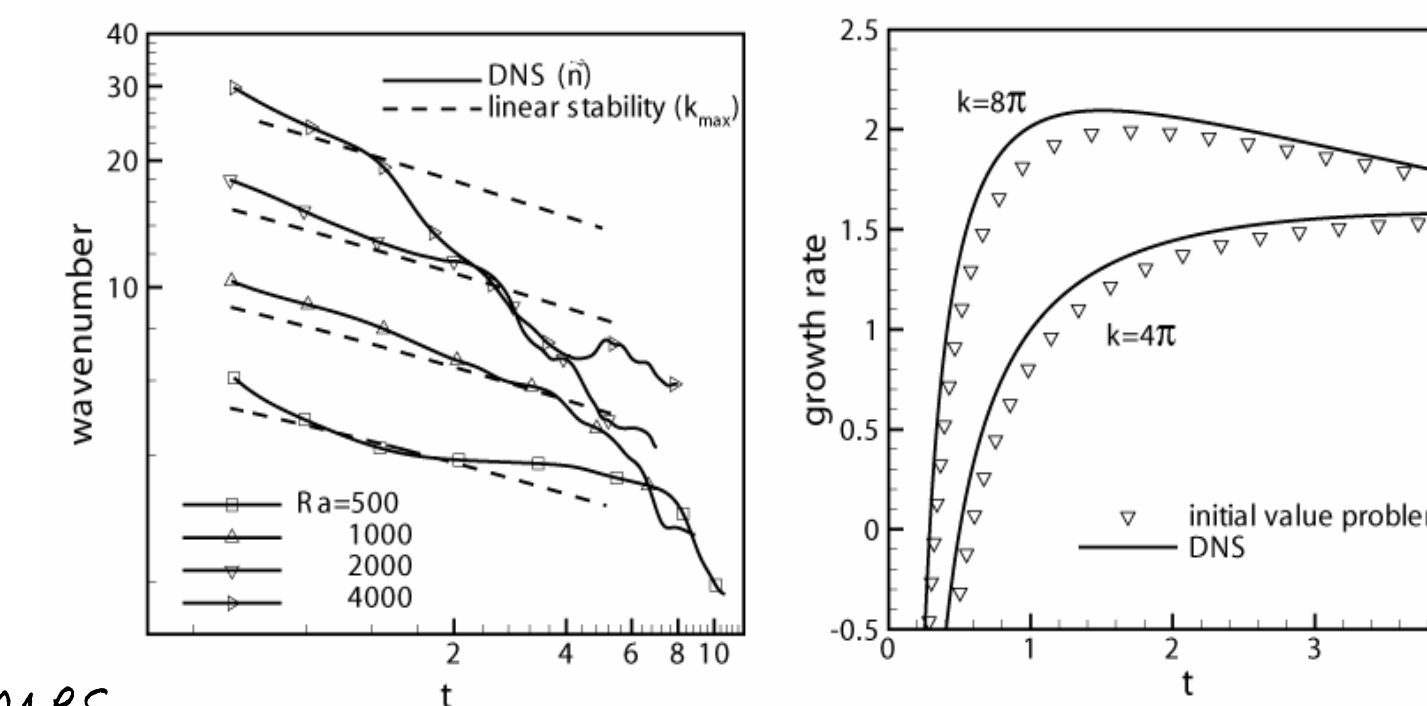 40
30
20
10
wavenumber
DNS (n̄)
linear stability (kmax)
Ra=500
1000
2000
4000
2 4 6 8 10
t
2.5
2
1.5
1
0.5
0
-0.5
growth rate
k=8π
k=4π
initial value proble
DNS
0 1 2 3
t